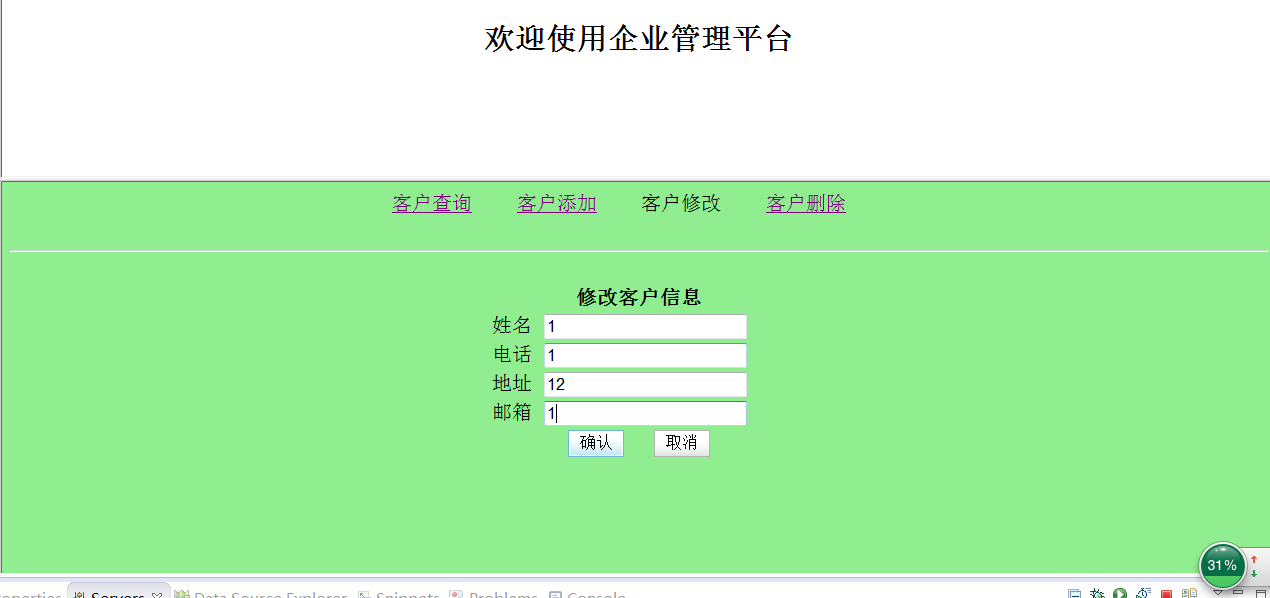 欢迎使用企业管理平台
客户查询 客户添加 客户修改 客户删除
修改客户信息
姓名 1
电话 1
地址 12
邮箱 1
确认 取消
31%
Servers Data Source Explorer Snippets Problems Console